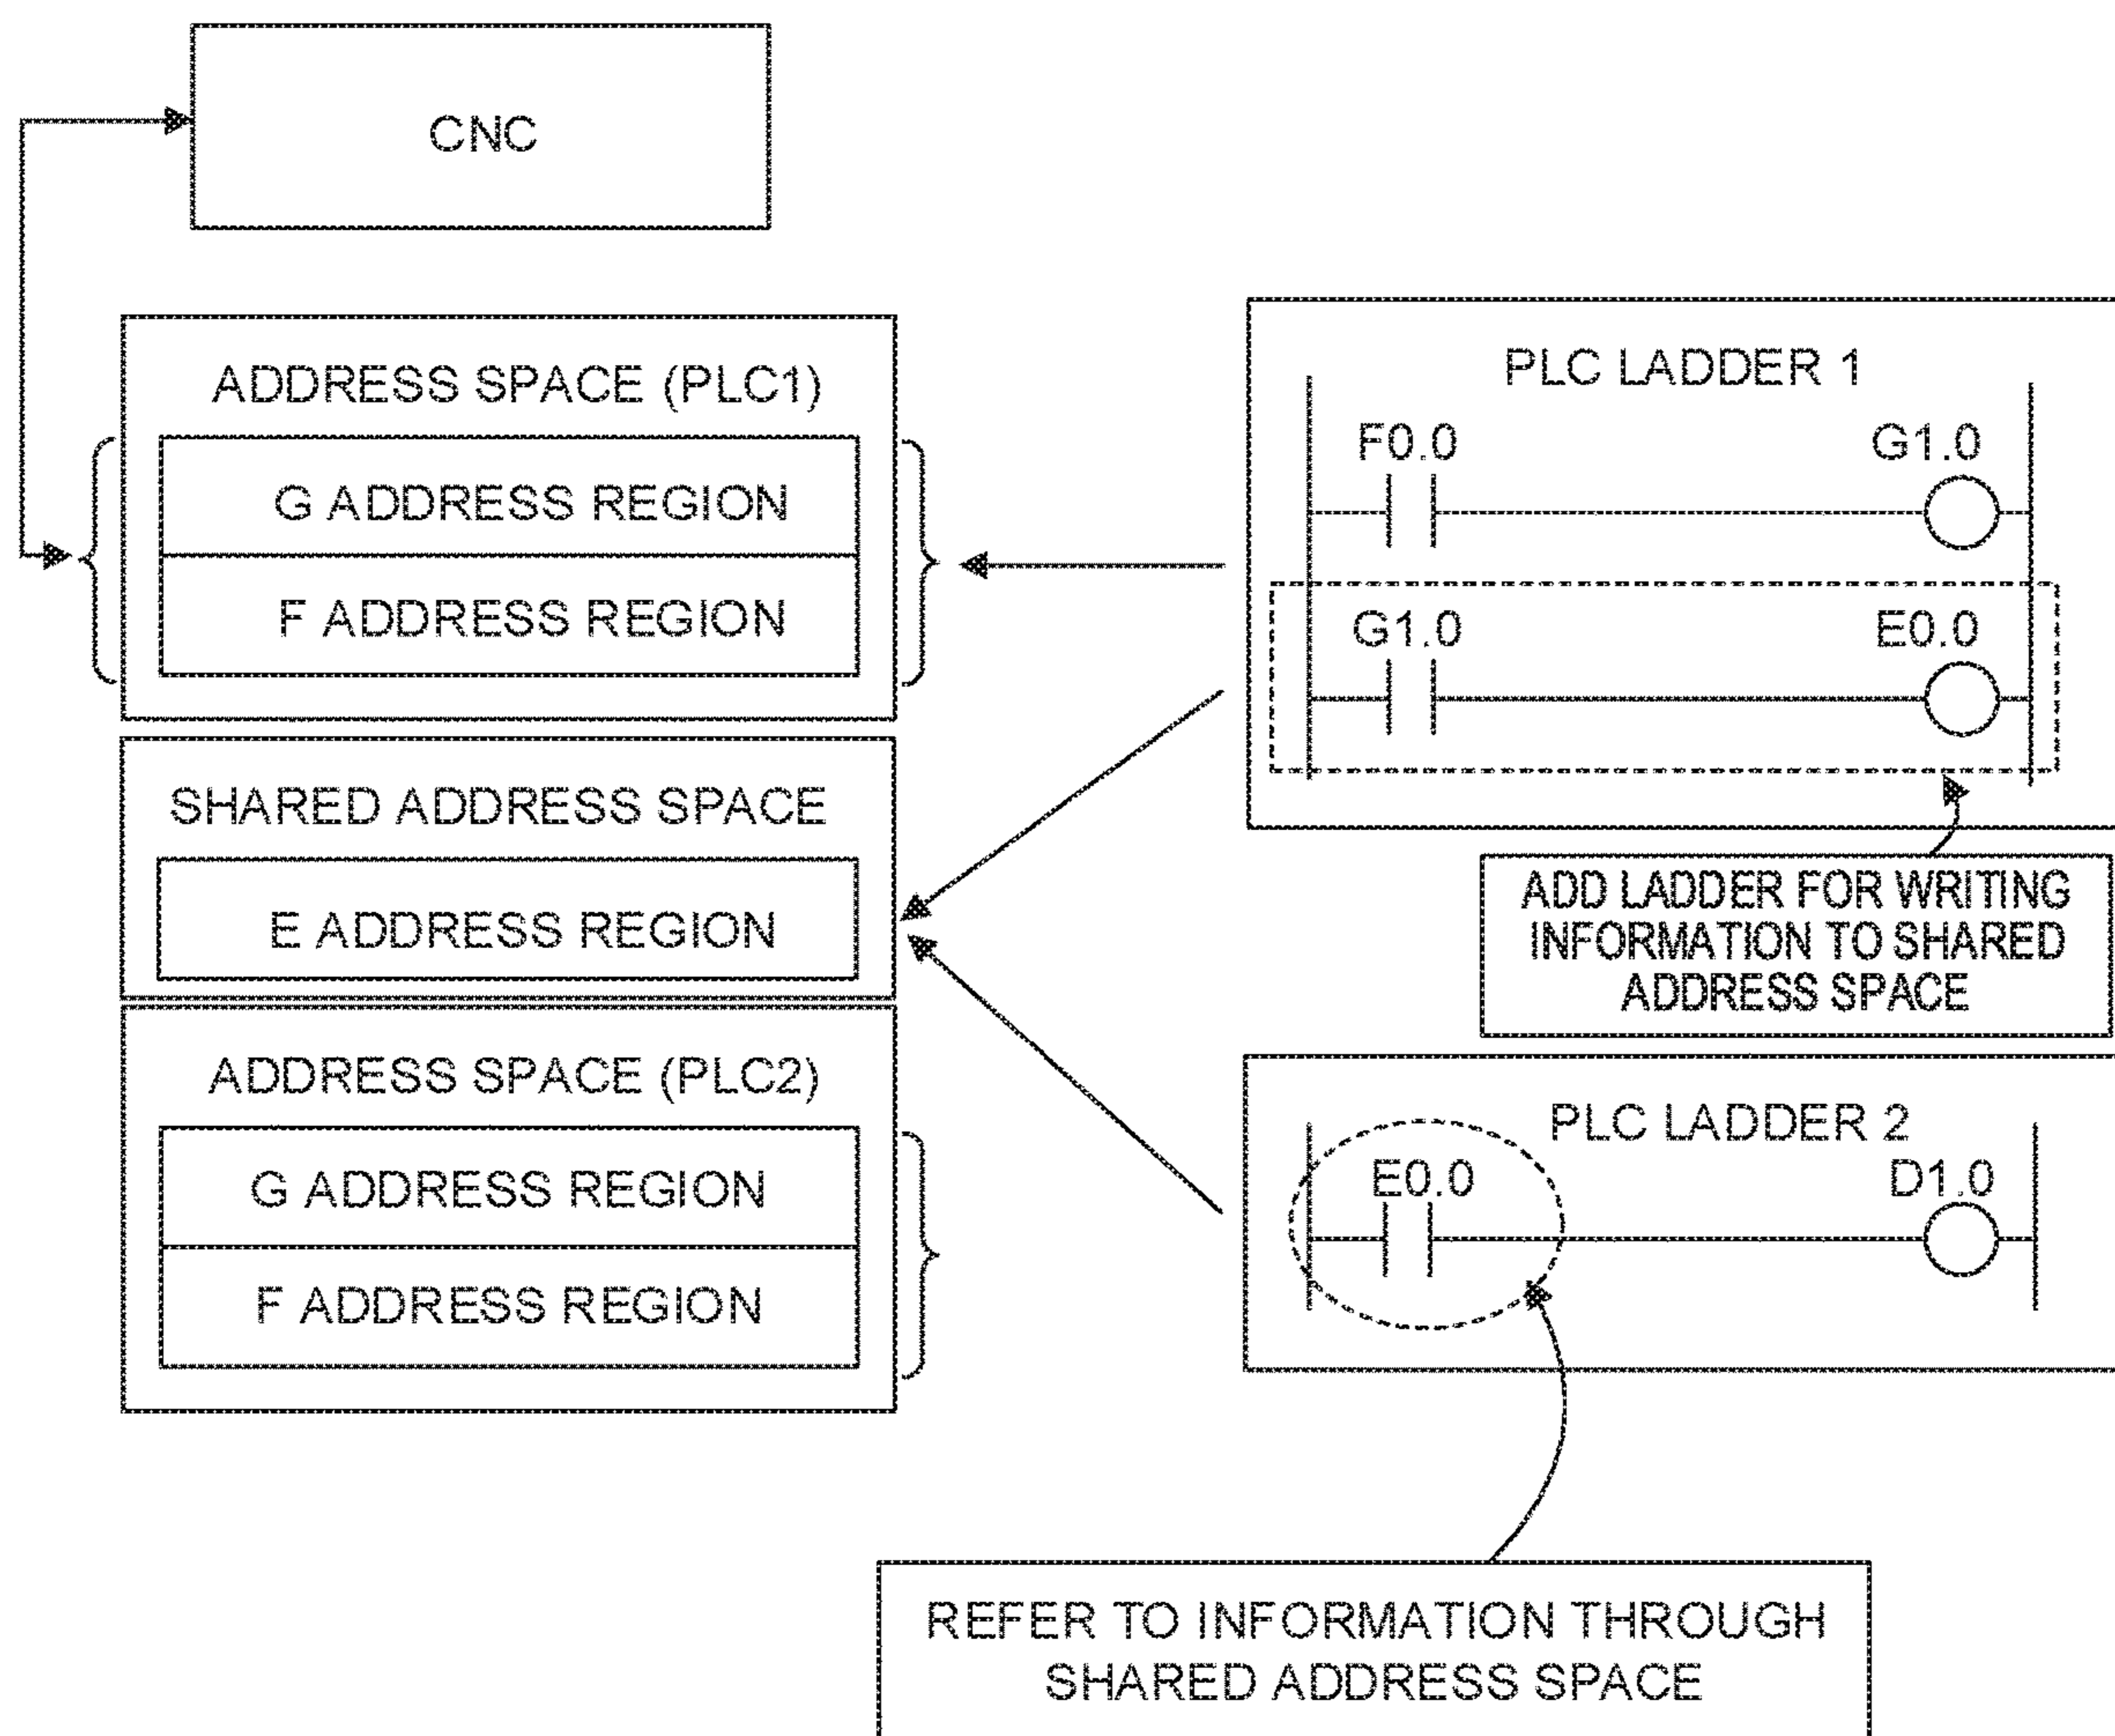 CNC
ADDRESS SPACE (PLC1)
G ADDRESS REGION
F ADDRESS REGION
SHARED ADDRESS SPACE
E ADDRESS REGION
ADDRESS SPACE (PLC2)
G ADDRESS REGION
F ADDRESS REGION
PLC LADDER 1
F0.0 G1.0
G1.0 E0.0
ADD LADDER FOR WRITING
INFORMATION TO SHARED
ADDRESS SPACE
PLC LADDER 2
E0.0 D1.0
REFER TO INFORMATION THROUGH
SHARED ADDRESS SPACE